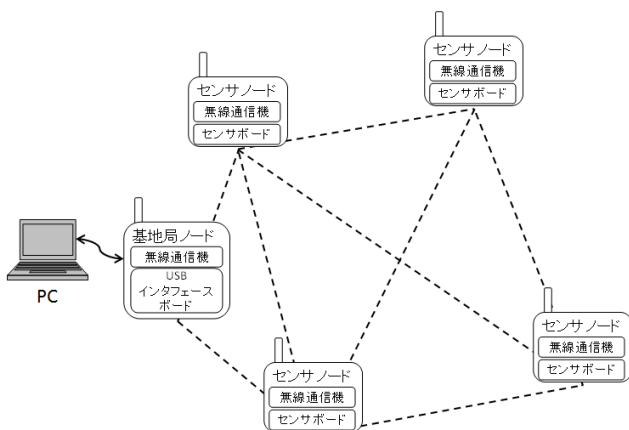 センサノード
無線通信機
センサボード
センサノード
無線通信機
センサボード
基地局ノード
無線通信機
USB
インタフェース
ボード
PC
センサノード
無線通信機
センサボード
センサノード
無線通信機
センサボード